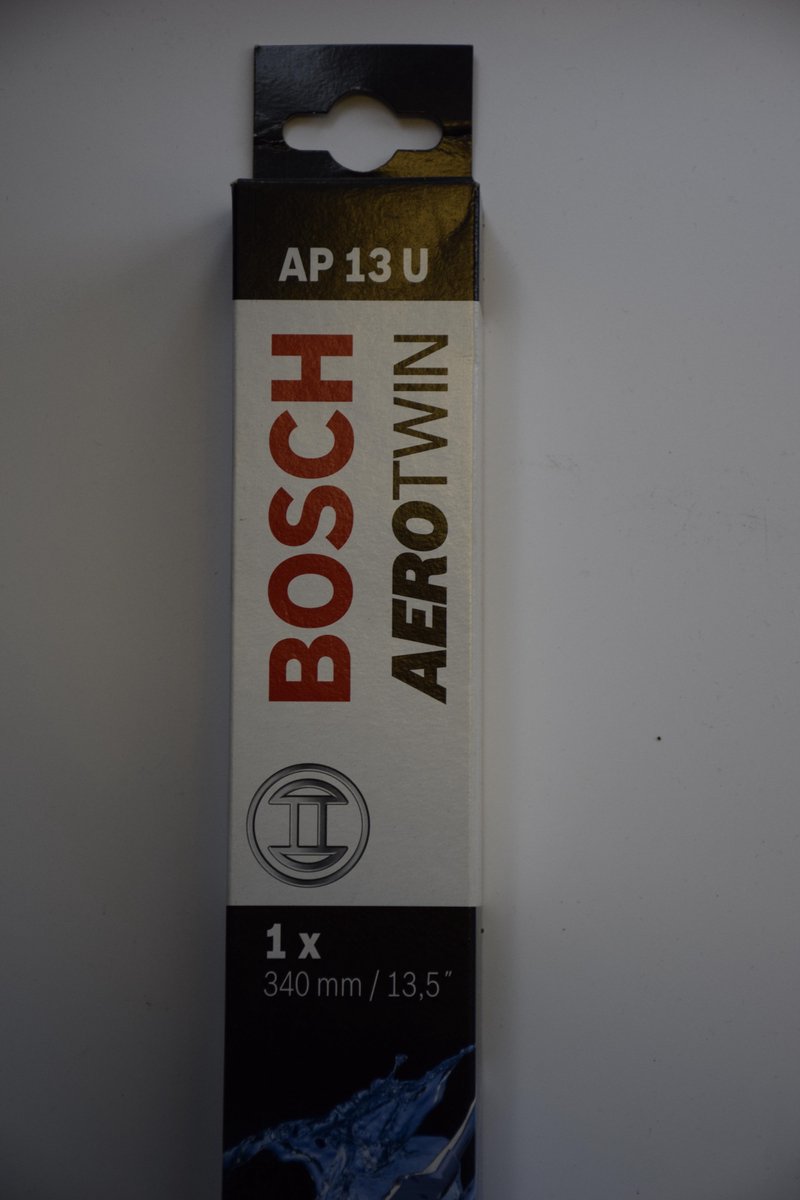 AP 13 U
BOSCH
AEROTWIN
1 x
340 mm / 13,5″